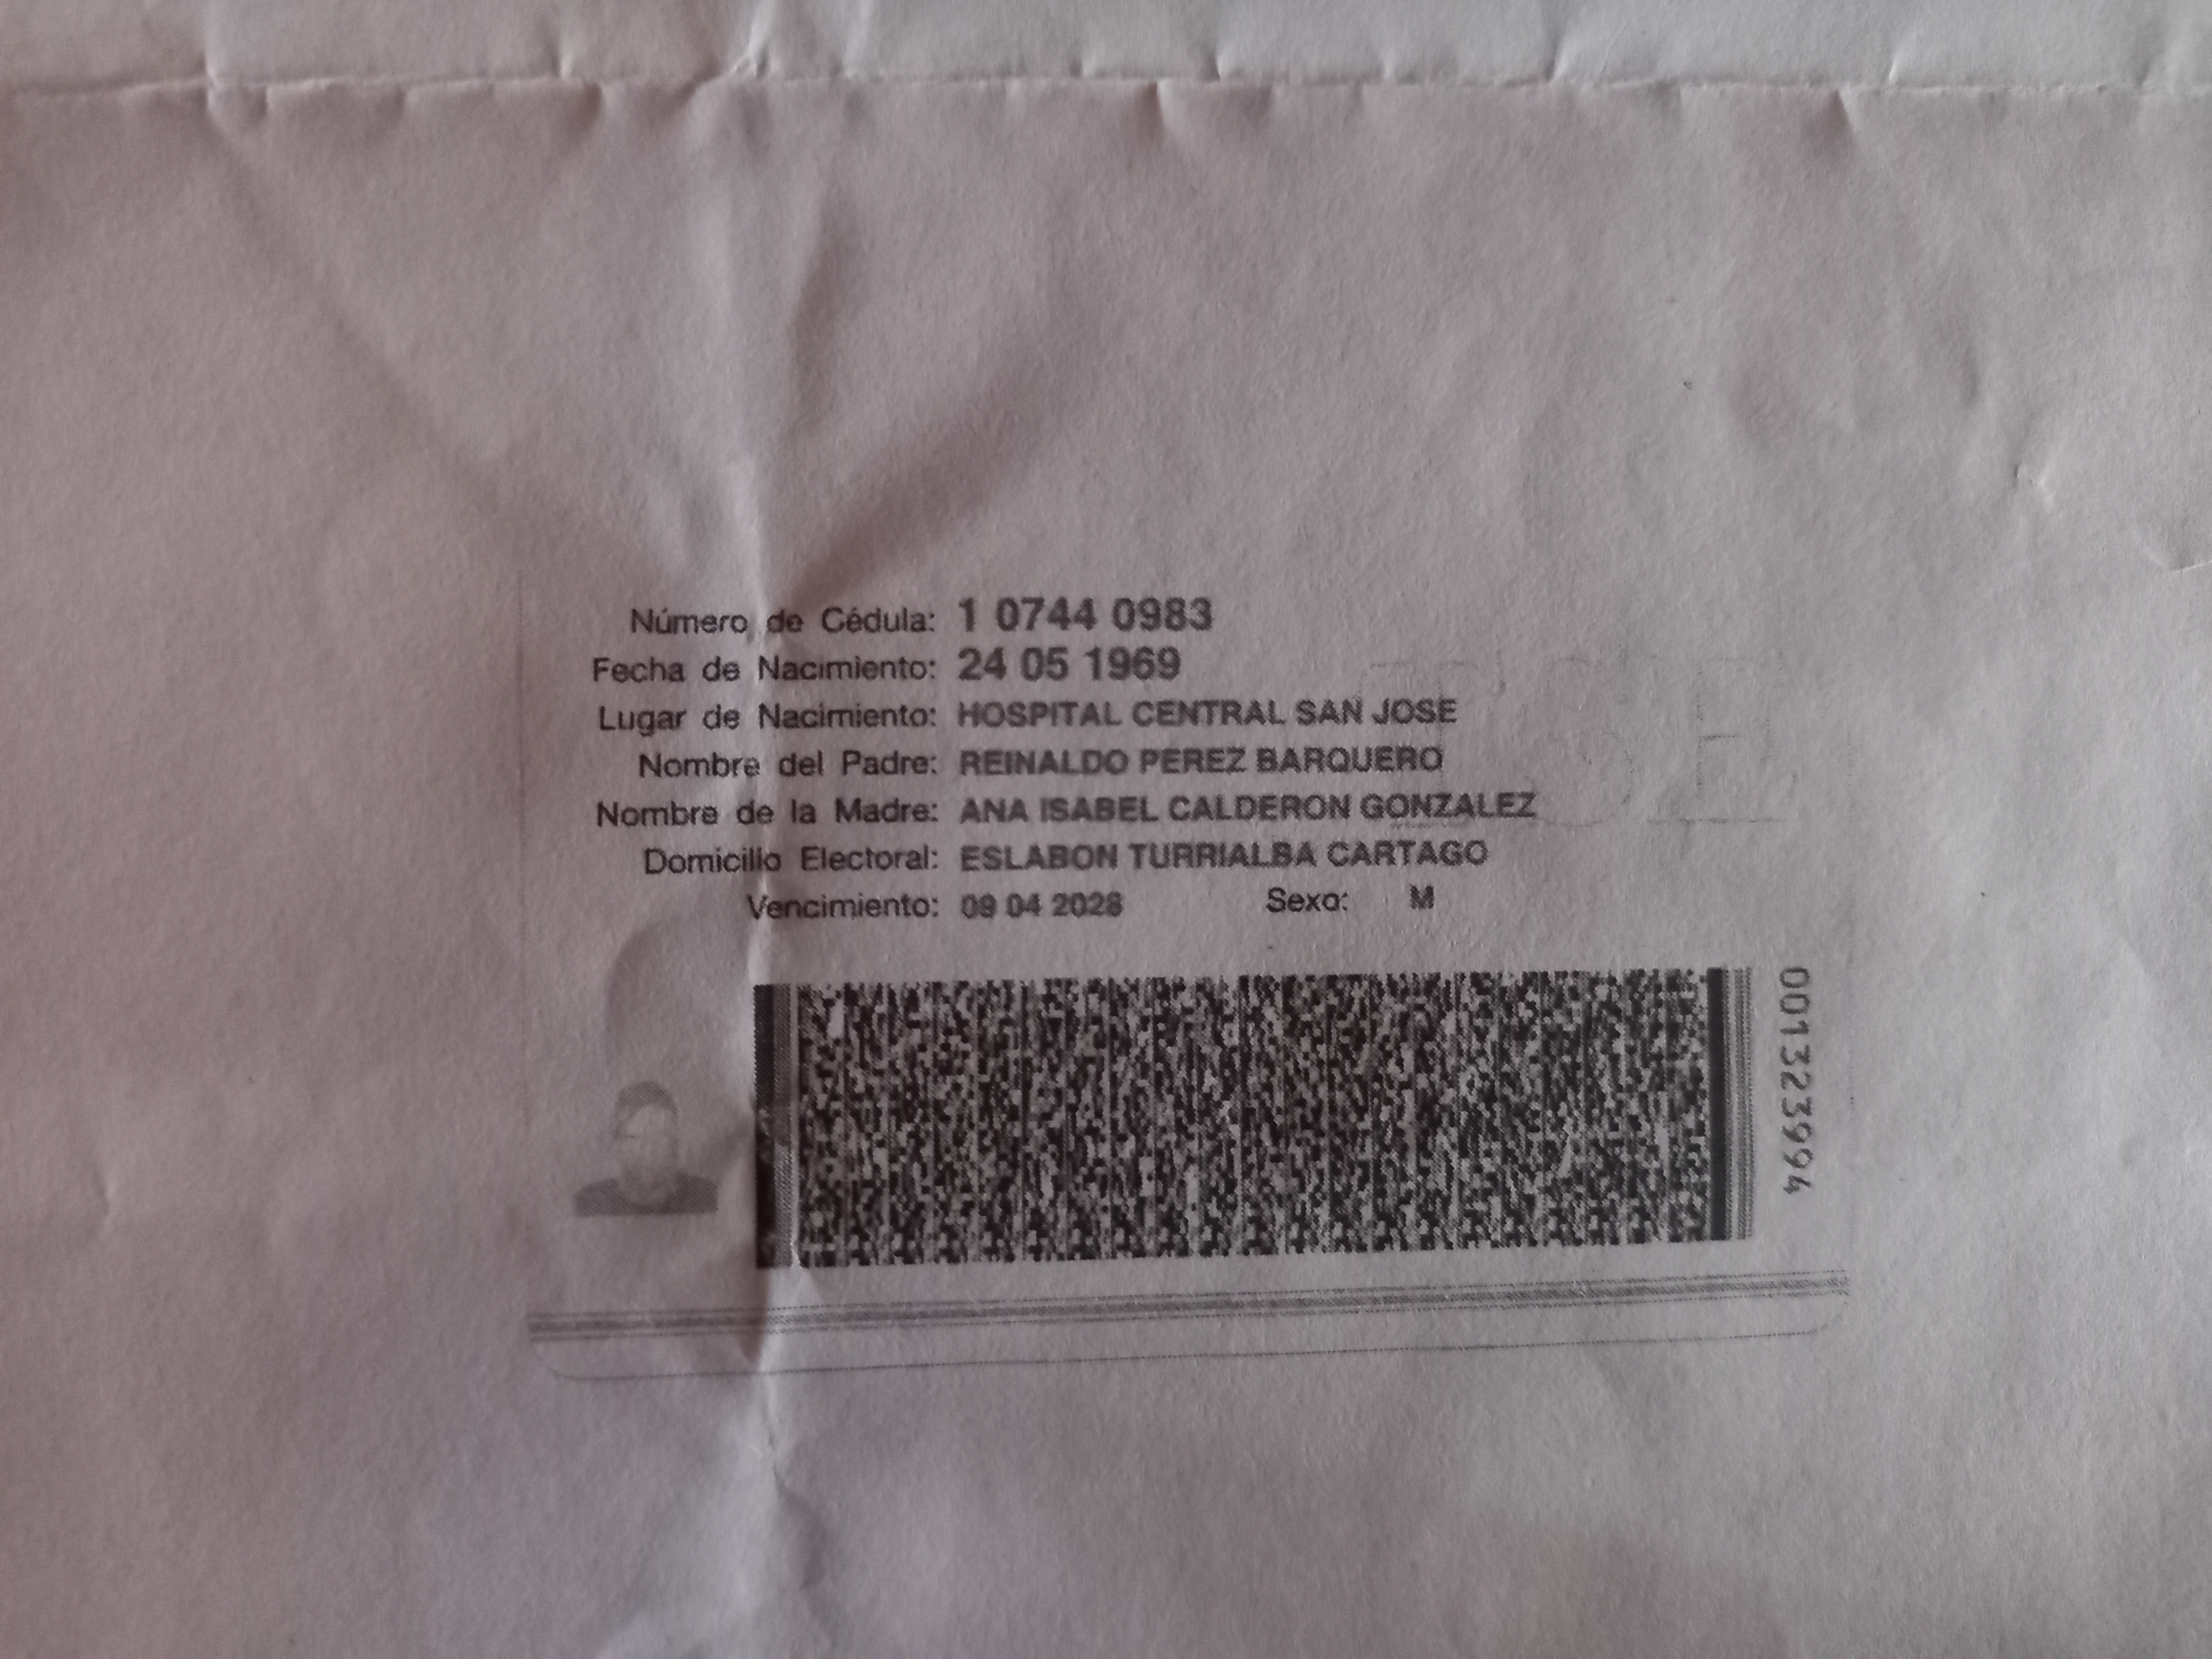 Número de Cédula: 1 0744 0983
Fecha de Nacimiento: 24 05 1969
Lugar de Nacimiento: HOSPITAL CENTRAL SAN JOSE
Nombre del Padre: REINALDO PEREZ BARQUERO
Nombre de la Madre: ANA ISABEL CALDERON GONZALEZ
Domicilio Electoral: ESLABON TURRIALBA CARTAGO
Vencimiento: 09 04 2028 Sexo: M
001323994